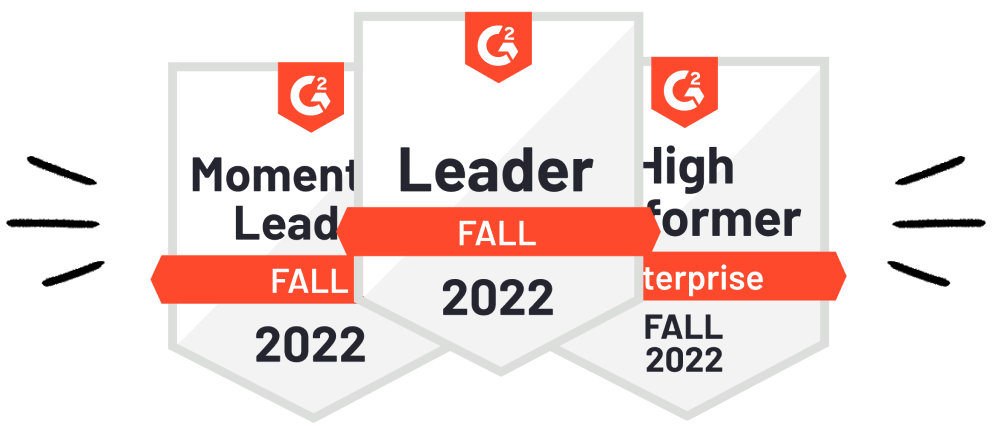 G2
Moment
Lead
FALL
2022
G2
Leader
FALL
2022
G2
High
former
terprise
FALL
2022